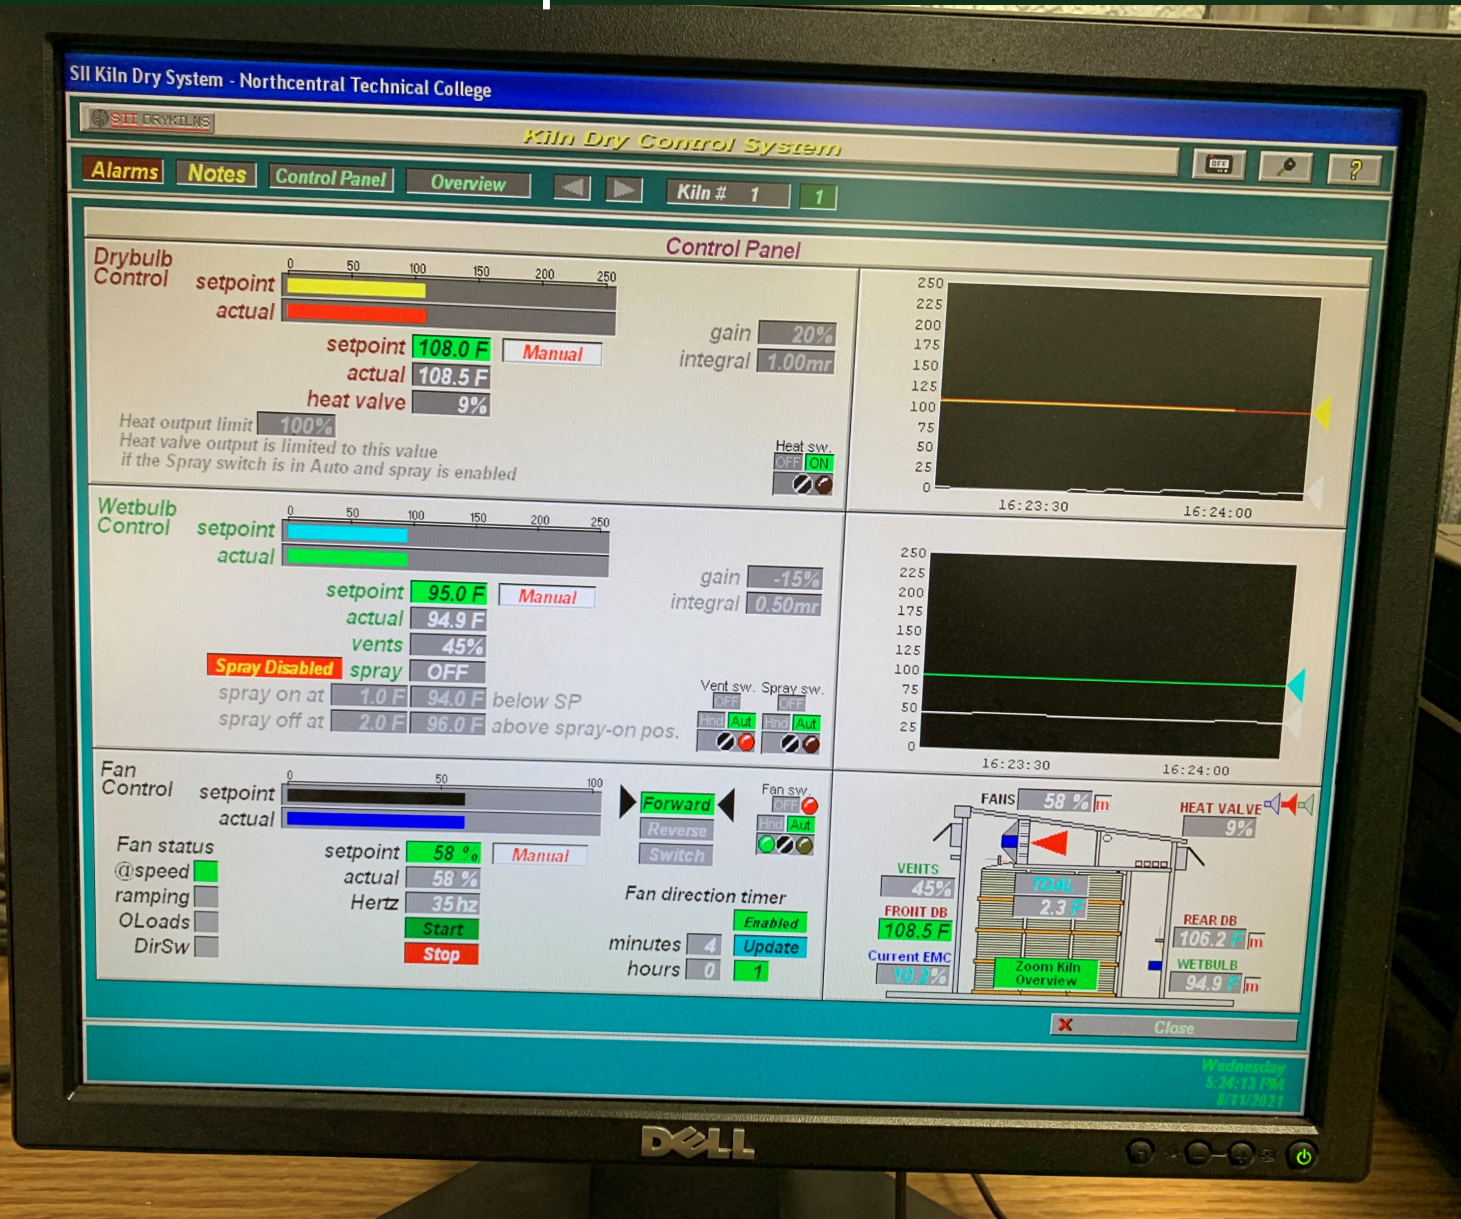 SII Kiln Dry System - Northcentral Technical College
SII DRYKILNS
Kiln Dry Control System
OFF
?
Alarms Notes Control Panel Overview Kiln # 1 1
Control Panel
Drybulb Control
0 50 100 150 200 250
setpoint
actual
setpoint 108.0 F Manual
actual 108.5 F
heat valve 9%
gain 20%
integral 1.00mr
Heat output limit 100%
Heat valve output is limited to this value
if the Spray switch is in Auto and spray is enabled
Heat sw.
OFF ON
250
225
200
175
150
125
100
75
50
25
0
16:23:30 16:24:00
Wetbulb Control
0 50 100 150 200 250
setpoint
actual
setpoint 95.0 F Manual
actual 94.9 F
vents 45%
Spray Disabled spray OFF
spray on at 1.0 F 94.0 F below SP
spray off at 2.0 F 96.0 F above spray-on pos.
gain -15%
integral 0.50mr
Vent sw. Spray sw.
OFF OFF
Hnd Aut Hnd Aut
250
225
200
175
150
125
100
75
50
25
0
16:23:30 16:24:00
Fan Control
0 50 100
setpoint
actual
Fan status
@speed
ramping
OLoads
DirSw
setpoint 58 % Manual
actual 58 %
Hertz 35hz
Start
Stop
Forward
Reverse
Switch
Fan sw.
OFF
Hnd Aut
Fan direction timer
Enabled
minutes 4 Update
hours 0 1
FANS 58 % m
HEAT VALVE
9%
VENTS
45%
FRONT DB
108.5 F
Current EMC
10.2%
TDAL
2.3 F
Zoom Kiln
Overview
REAR DB
106.2 F m
WETBULB
94.9 F m
X Close
Wednesday
5:24:13 PM
8/11/2021
DELL